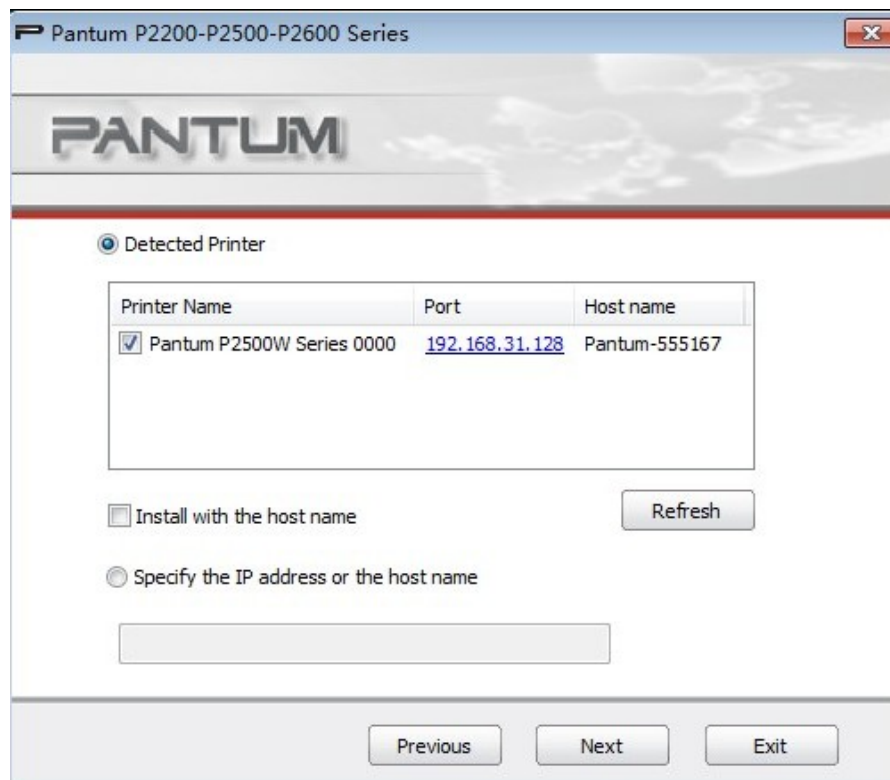 Pantum P2200-P2500-P2600 Series
PANTUM
Detected Printer
Printer Name Port Host name
Pantum P2500W Series 0000 192.168.31.128 Pantum-555167
Install with the host name Refresh
Specify the IP address or the host name
Previous Next Exit